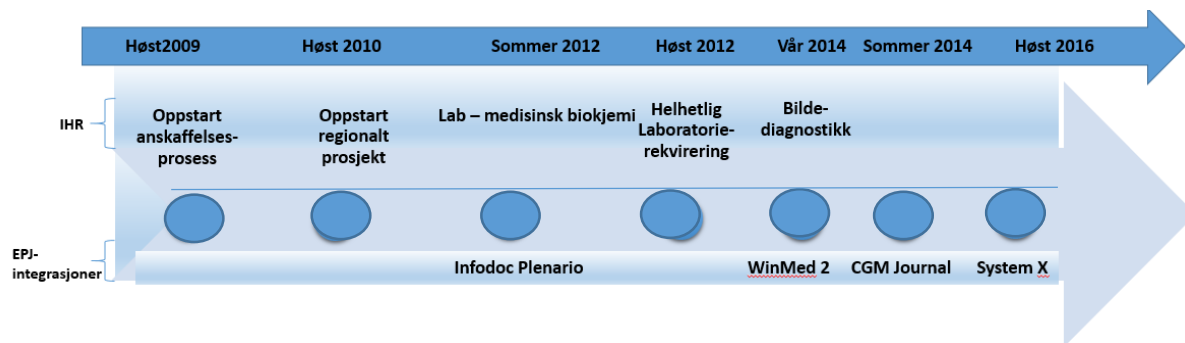 Høst2009 Høst 2010 Sommer 2012 Høst 2012 Vår 2014 Sommer 2014 Høst 2016
IHR
Oppstart
anskaffelses-
prosess
Oppstart
regionalt
prosjekt
Lab – medisinsk biokjemi
Helhetlig
Laboratorie-
rekvirering
Bilde-
diagnostikk
EPJ-
integrasjoner
Infodoc Plenario WinMed 2 CGM Journal System X